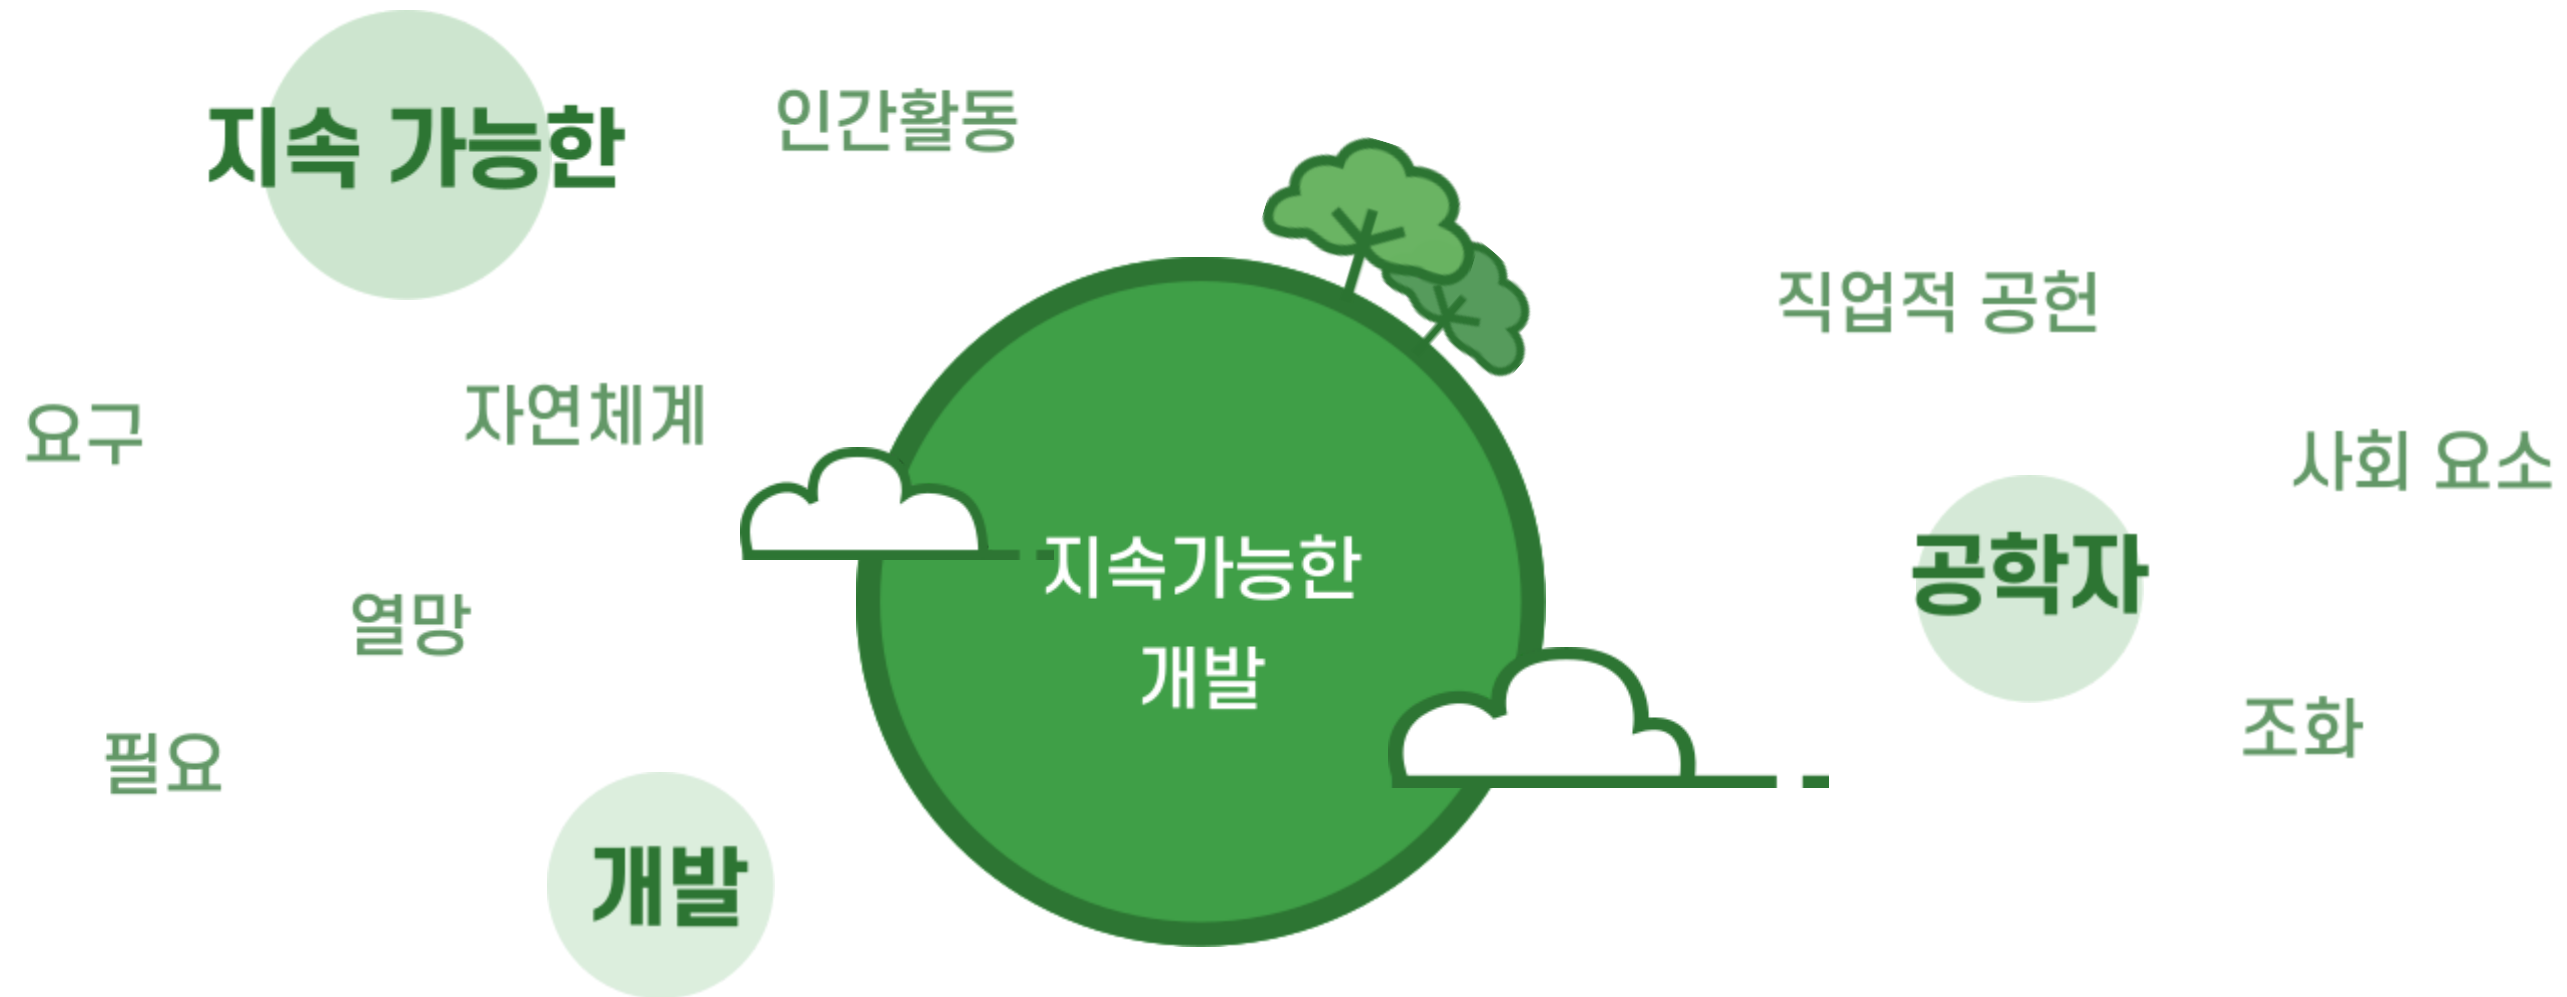 지속 가능한
인간활동
요구
자연체계
열망
필요
개발
지속가능한
개발
직업적 공헌
사회 요소
공학자
조화